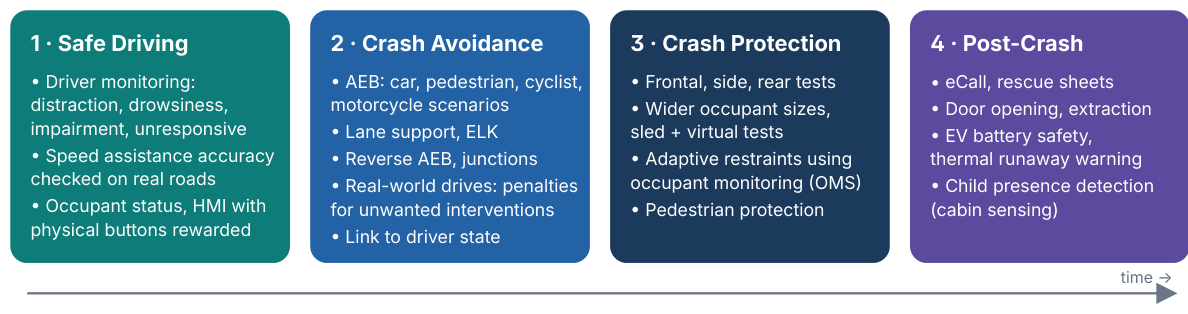 1 · Safe Driving
• Driver monitoring:
distraction, drowsiness,
impairment, unresponsive
• Speed assistance accuracy
checked on real roads
• Occupant status, HMI with
physical buttons rewarded
2 · Crash Avoidance
• AEB: car, pedestrian, cyclist,
motorcycle scenarios
• Lane support, ELK
• Reverse AEB, junctions
• Real-world drives: penalties
for unwanted interventions
• Link to driver state
3 · Crash Protection
• Frontal, side, rear tests
• Wider occupant sizes,
sled + virtual tests
• Adaptive restraints using
occupant monitoring (OMS)
• Pedestrian protection
4 · Post-Crash
• eCall, rescue sheets
• Door opening, extraction
• EV battery safety,
thermal runaway warning
• Child presence detection
(cabin sensing)
time →